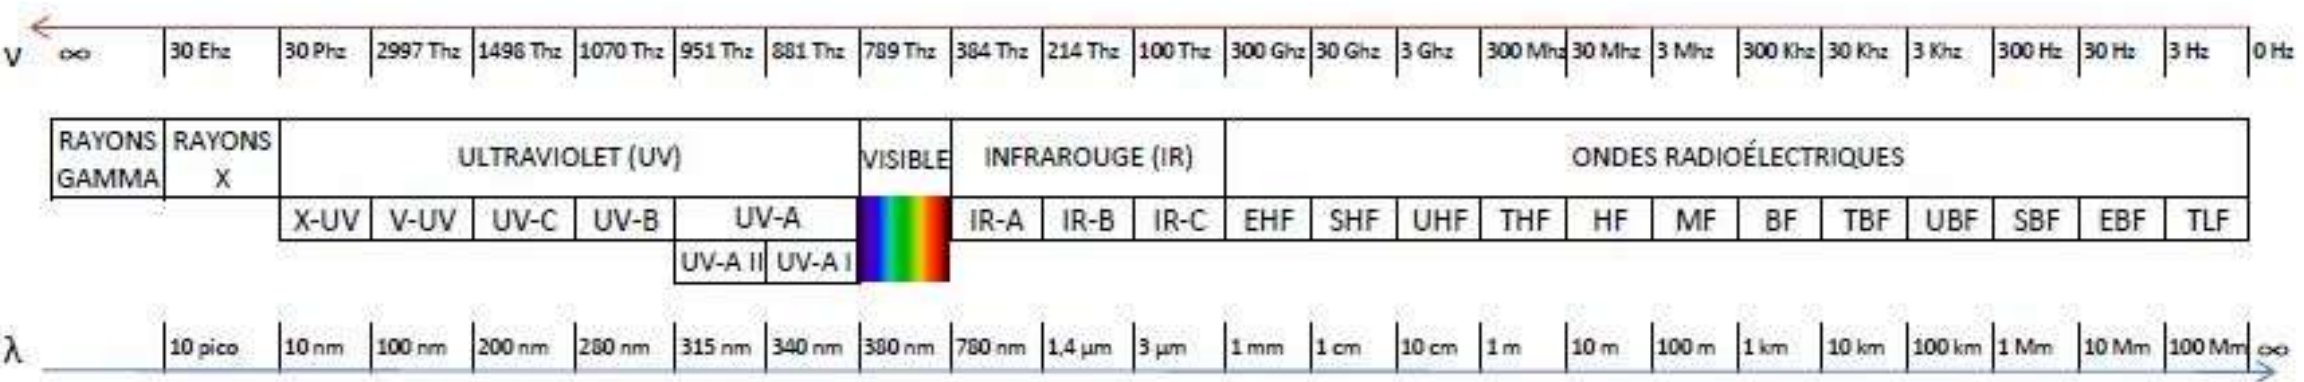 ν ∞ 30 Ehz 30 Phz 2997 Thz 1498 Thz 1070 Thz 951 Thz 881 Thz 789 Thz 384 Thz 214 Thz 100 Thz 300 Ghz 30 Ghz 3 Ghz 300 Mhz 30 Mhz 3 Mhz 300 Khz 30 Khz 3 Khz 300 Hz 30 Hz 3 Hz 0 Hz
RAYONS GAMMA RAYONS X ULTRAVIOLET (UV) VISIBLE INFRAROUGE (IR) ONDES RADIOÉLECTRIQUES
X-UV V-UV UV-C UV-B UV-A IR-A IR-B IR-C EHF SHF UHF THF HF MF BF TBF UBF SBF EBF TLF
UV-A II UV-A I
λ 10 pico 10 nm 100 nm 200 nm 280 nm 315 nm 340 nm 380 nm 780 nm 1,4 µm 3 µm 1 mm 1 cm 10 cm 1 m 10 m 100 m 1 km 10 km 100 km 1 Mm 10 Mm 100 Mm ∞